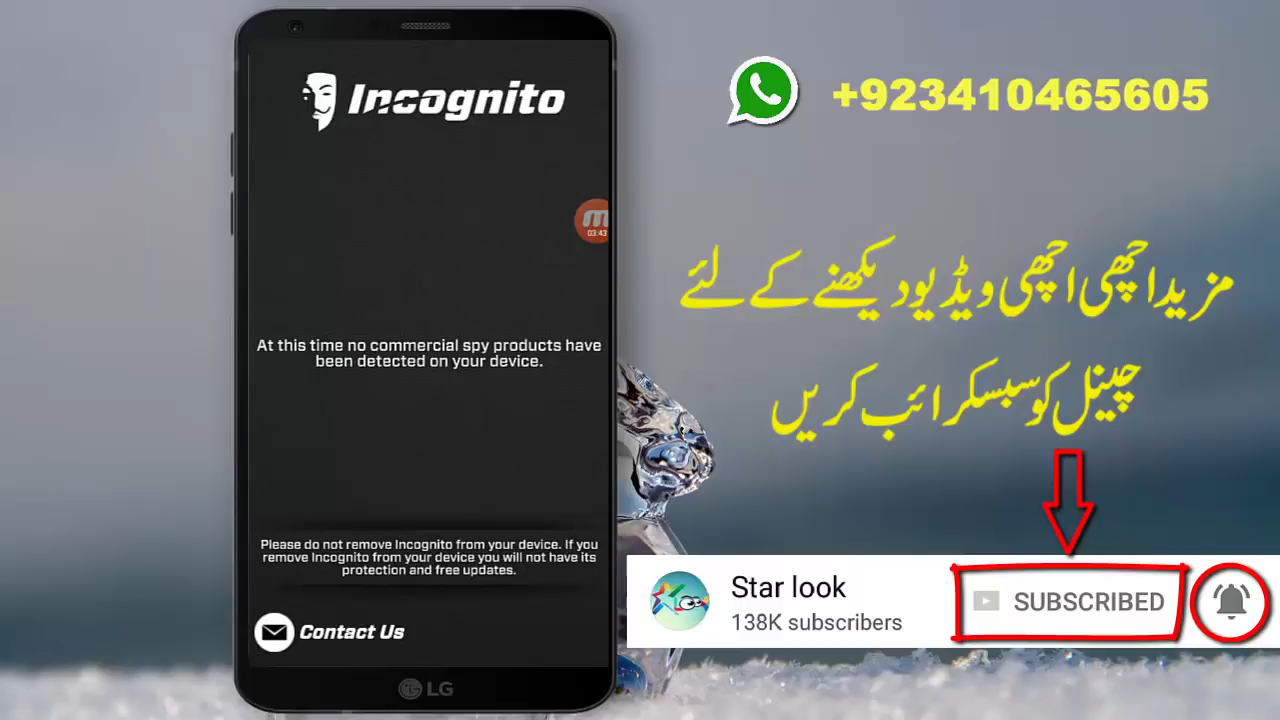 Incognito
03:43
At this time no commercial spy products have
been detected on your device.
Please do not remove Incognito from your device. If you
remove Incognito from your device you will not have its
protection and free updates.
Contact Us
LG
+923410465605
مزید اچھی اچھی ویڈیو دیکھنے کے لئے
چینل کو سبسکرائب کریں
Star look
138K subscribers
SUBSCRIBED